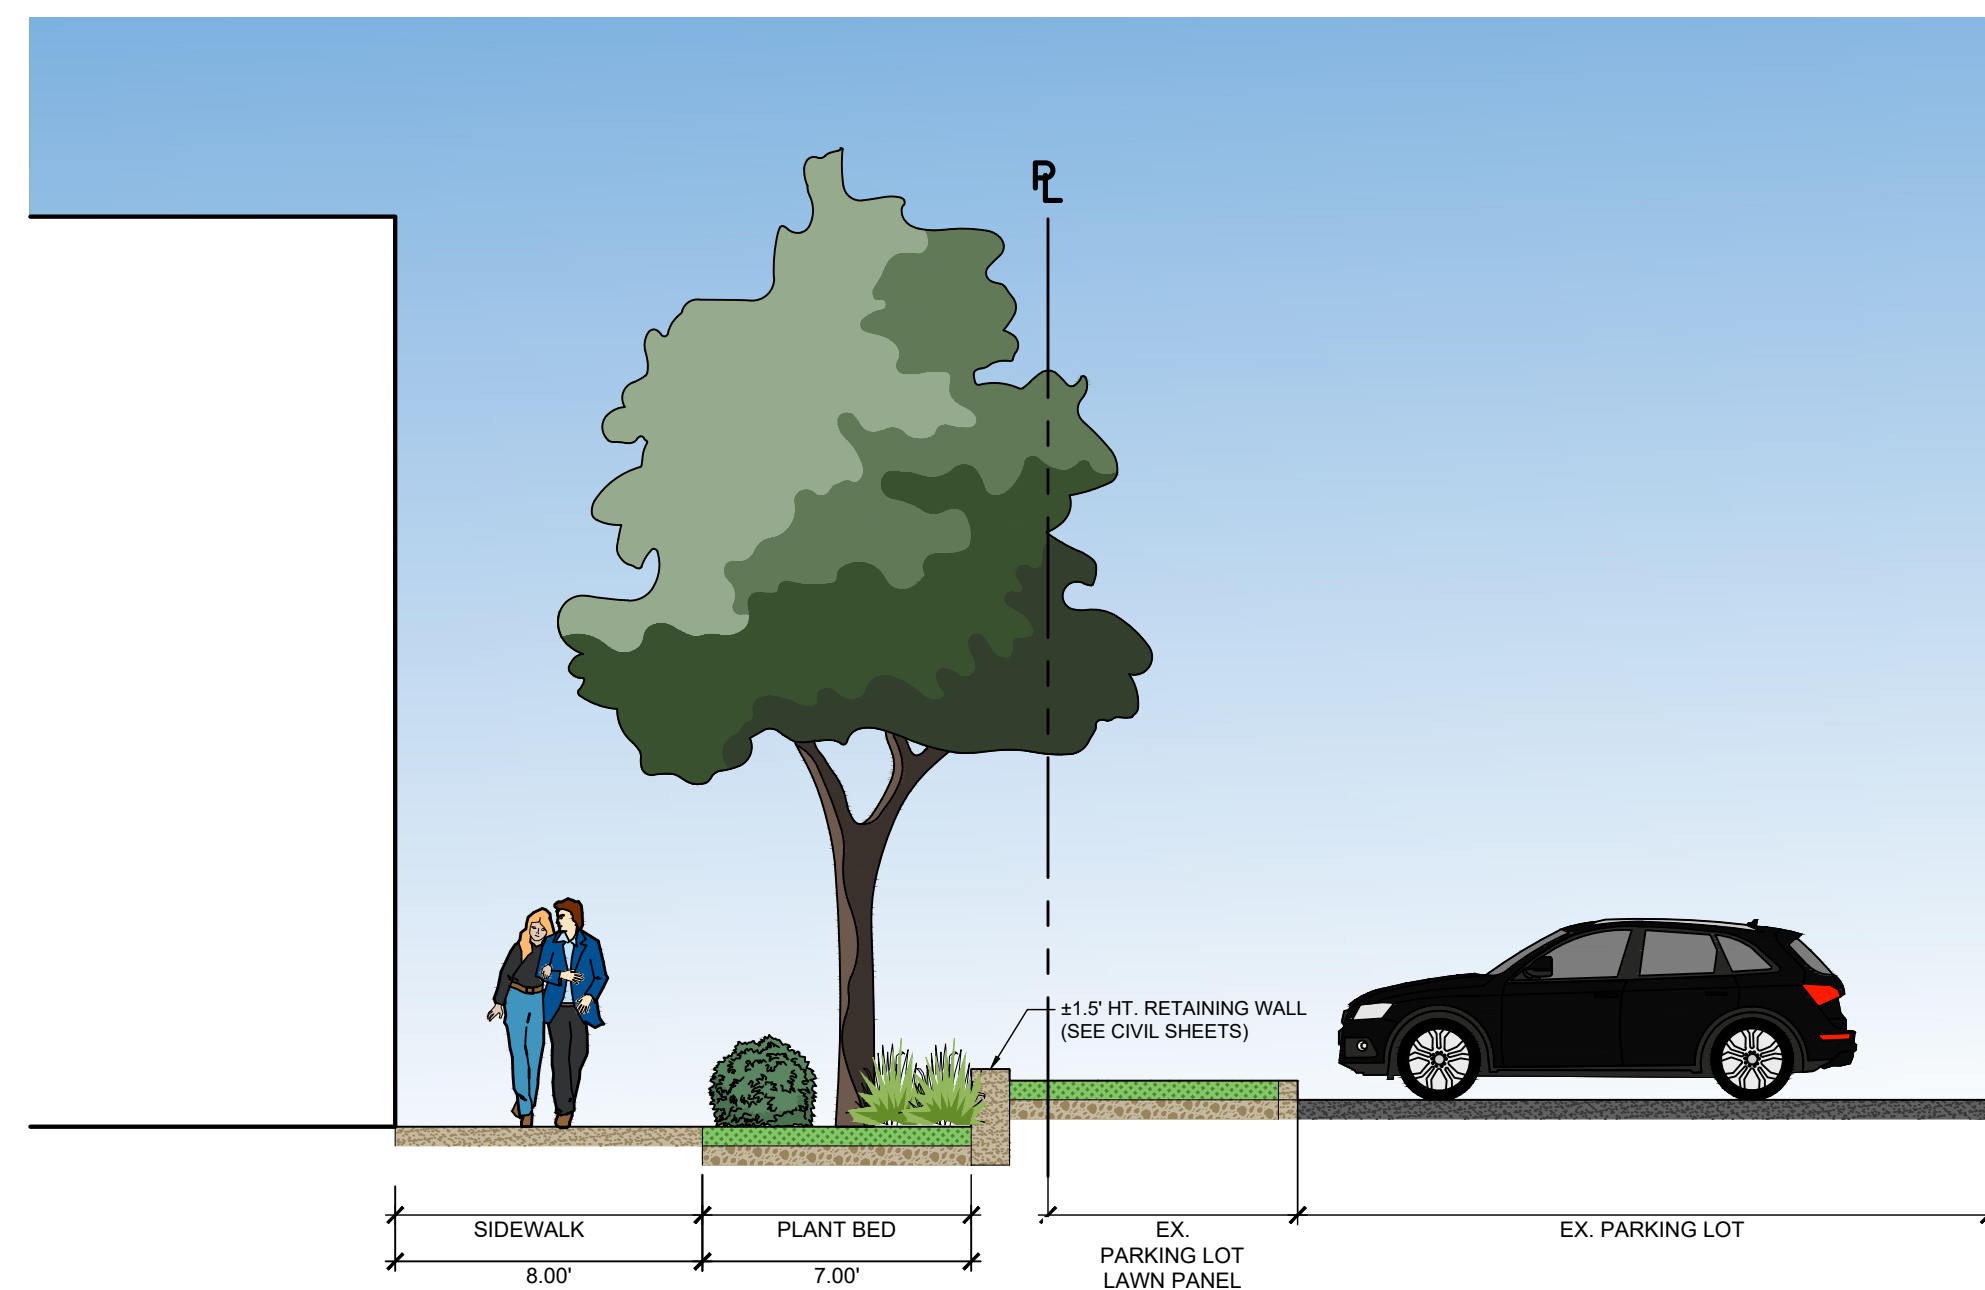 PL
±1.5' HT. RETAINING WALL
(SEE CIVIL SHEETS)
SIDEWALK
PLANT BED
EX.
PARKING LOT
LAWN PANEL
EX. PARKING LOT
8.00'
7.00'